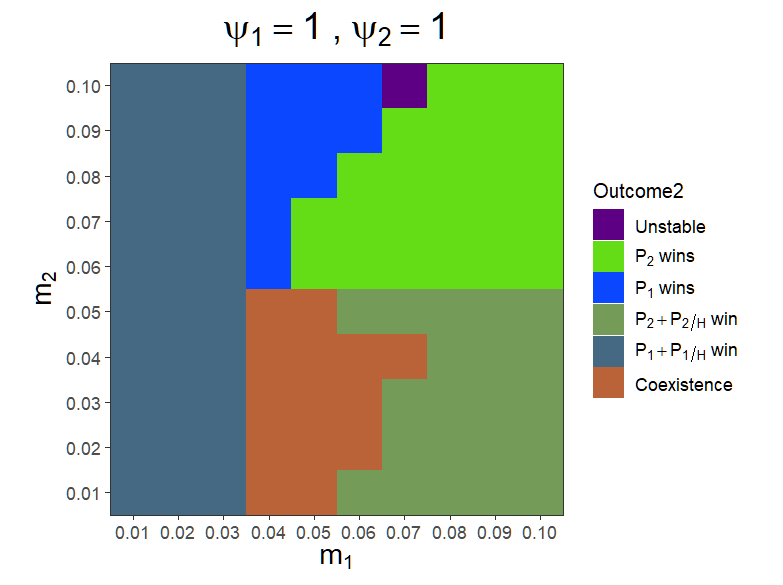 ψ₁ = 1 , ψ₂ = 1
0.10
0.09
0.08
0.07
0.06
0.05
0.04
0.03
0.02
0.01
m₂
0.01 0.02 0.03 0.04 0.05 0.06 0.07 0.08 0.09 0.10
m₁
Outcome2
Unstable
P₂ wins
P₁ wins
P₂+P₂/H win
P₁+P₁/H win
Coexistence